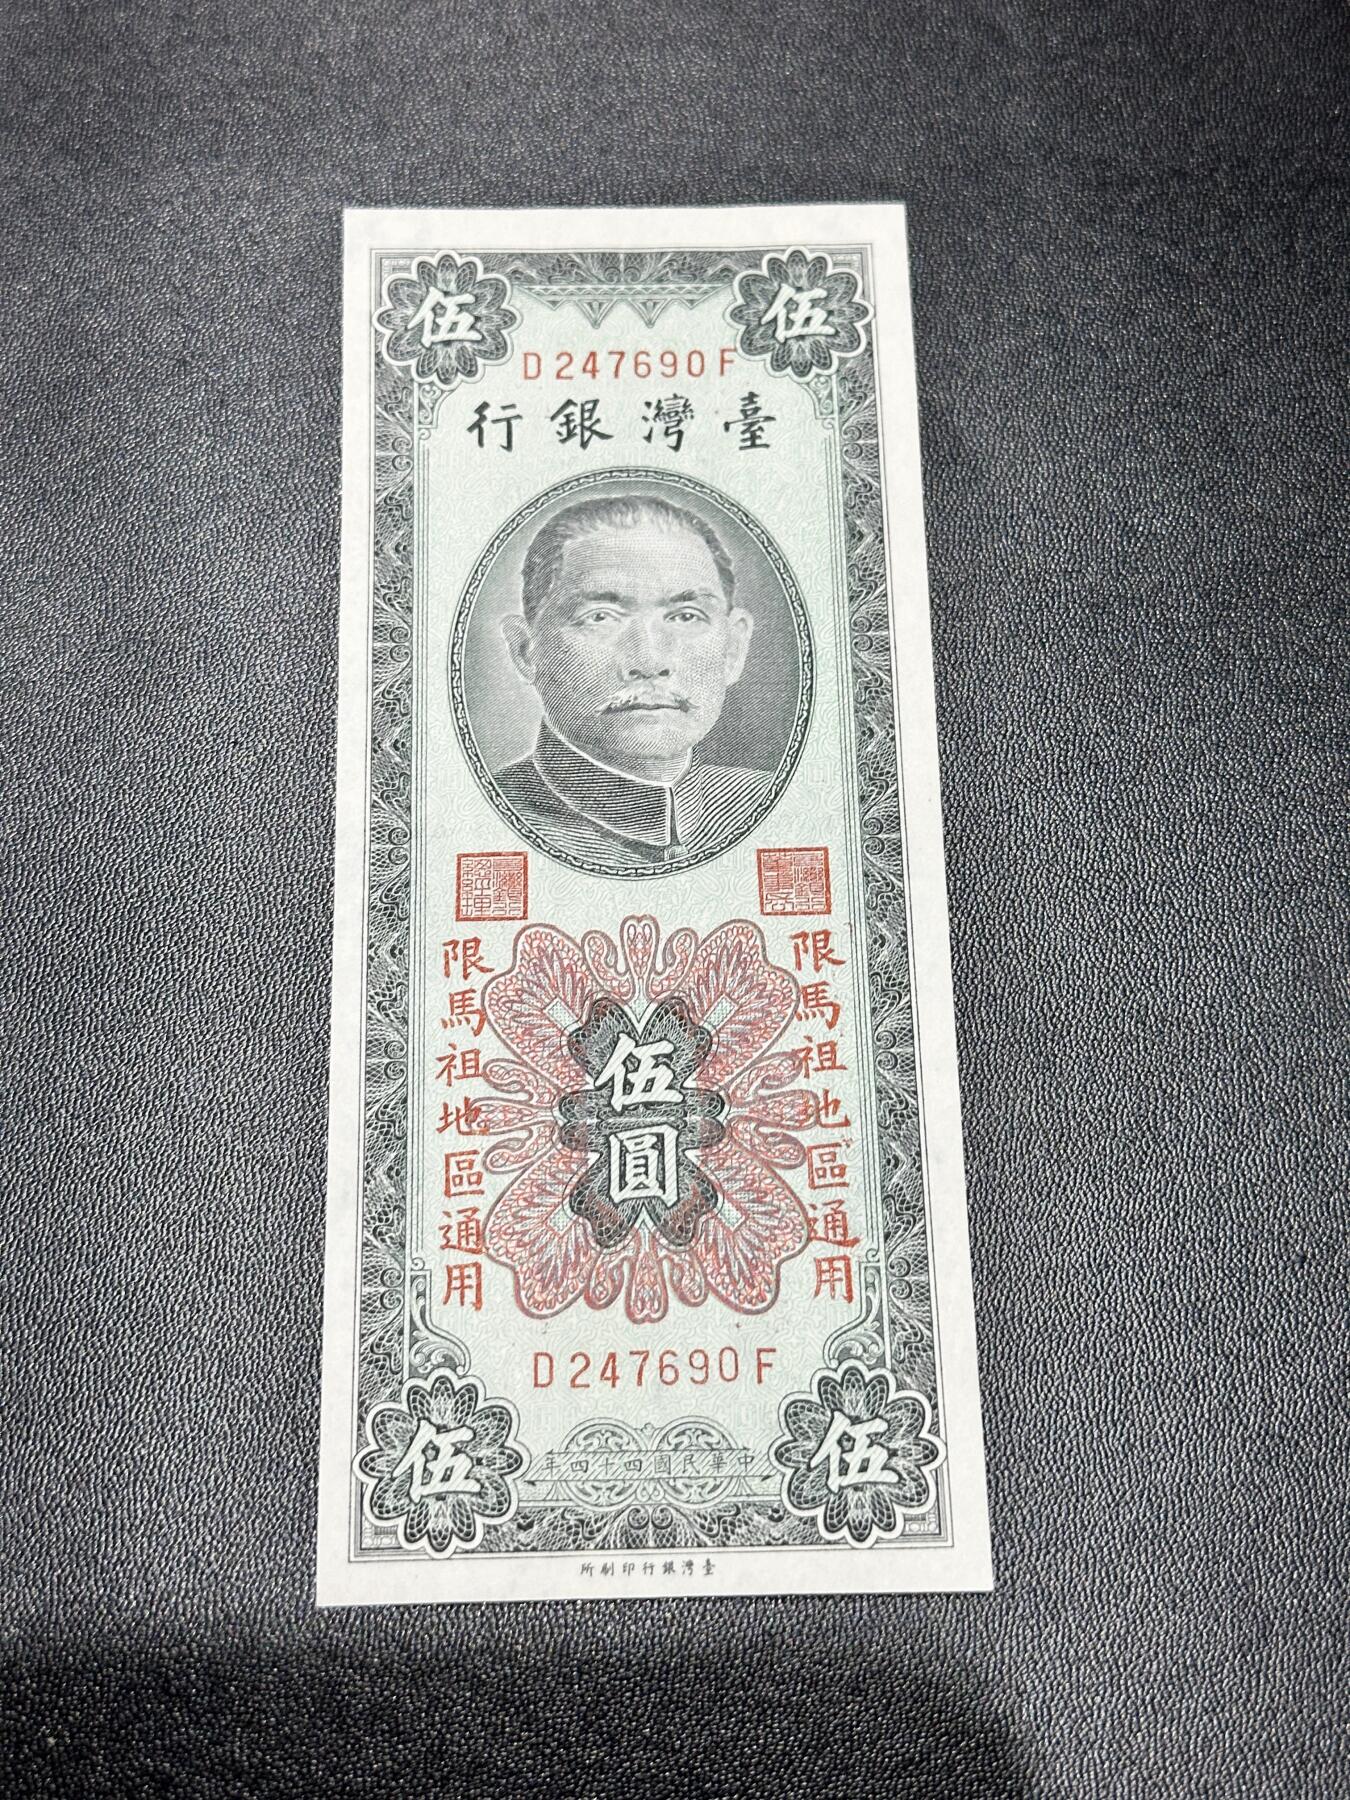 伍
伍
D247690F
臺灣銀行
限馬祖地區通用
限馬祖地區通用
伍圓
D247690F
中華民國四十四年
伍
伍
臺灣銀行印刷所